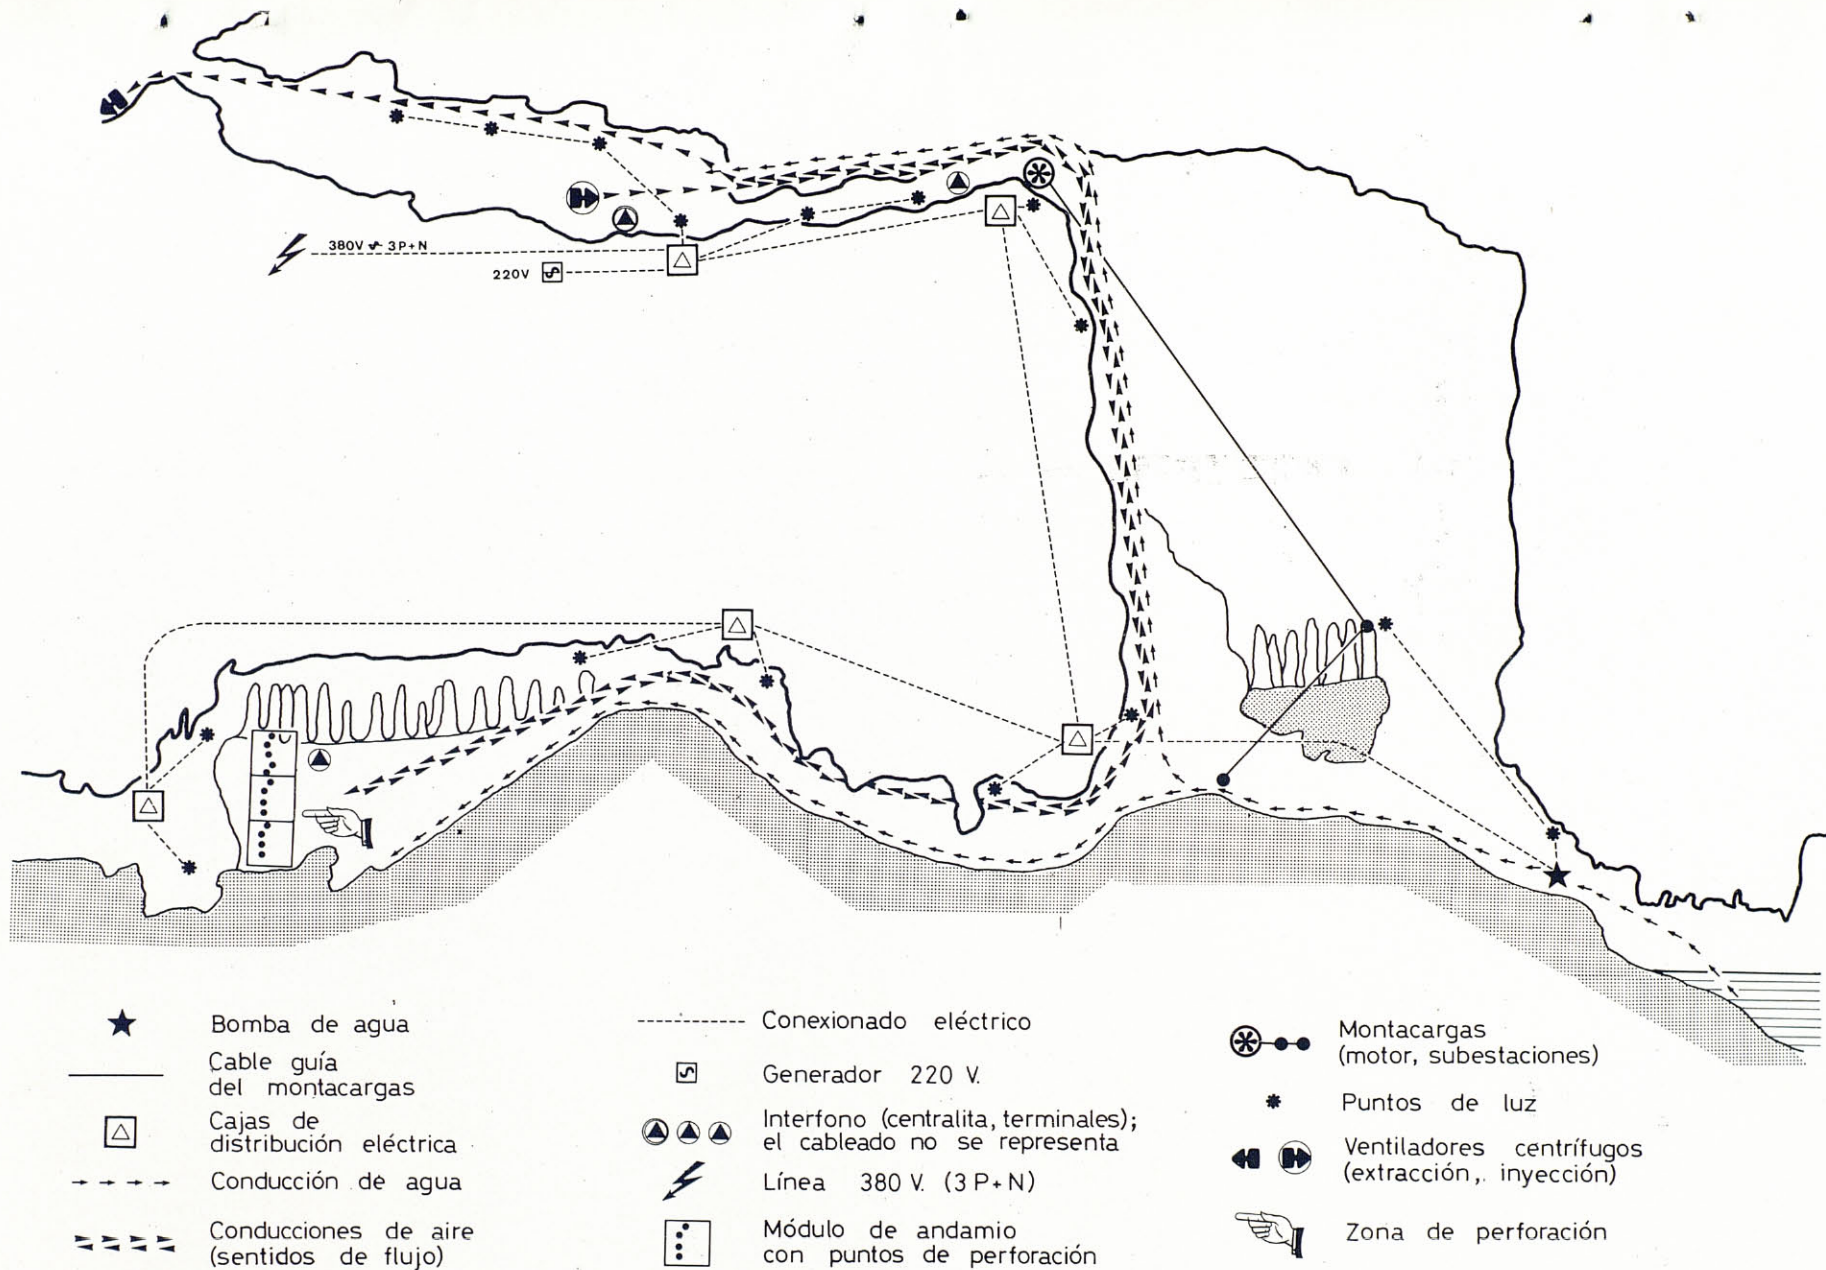 380V 3P+N
220V
Bomba de agua
Cable guía
del montacargas
Cajas de
distribución eléctrica
Conducción de agua
Conducciones de aire
(sentidos de flujo)
Conexionado eléctrico
Generador 220 V.
Interfono (centralita, terminales);
el cableado no se representa
Línea 380 V. (3 P+N)
Módulo de andamio
con puntos de perforación
Montacargas
(motor, subestaciones)
Puntos de luz
Ventiladores centrífugos
(extracción, inyección)
Zona de perforación